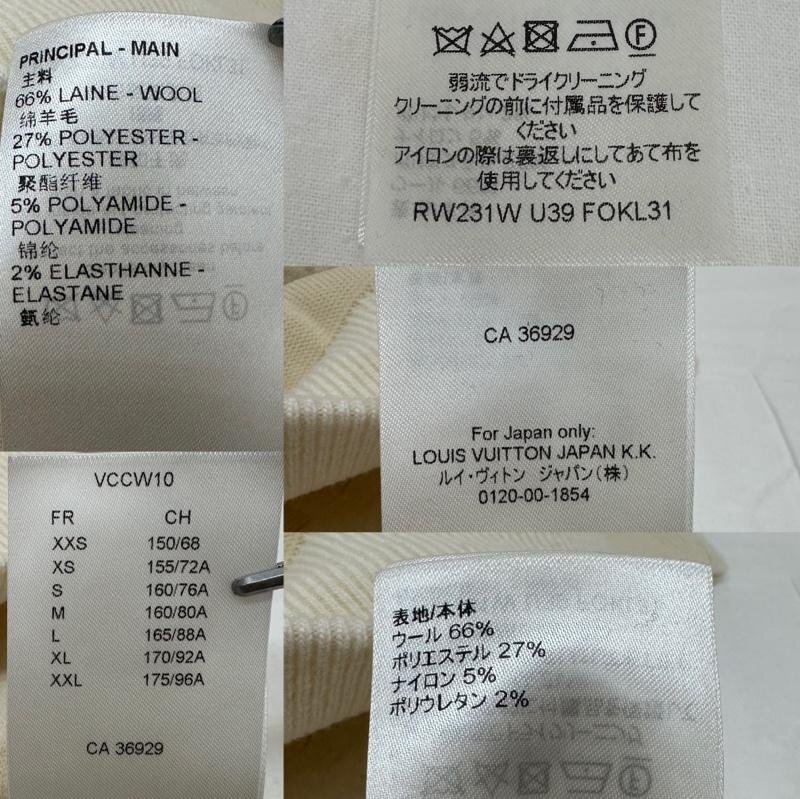 PRINCIPAL - MAIN
主料
66% LAINE - WOOL
绵羊毛
27% POLYESTER -
POLYESTER
聚酯纤维
5% POLYAMIDE -
POLYAMIDE
锦纶
2% ELASTHANNE -
ELASTANE
氨纶
弱流でドライクリーニング
クリーニングの前に付属品を保護して
ください
アイロンの際は裏返しにしてあて布を
使用してください
RW231W U39 FOKL31
CA 36929
For Japan only:
LOUIS VUITTON JAPAN K.K.
ルイ・ヴィトン ジャパン(株)
0120-00-1854
VCCW10
FR CH
XXS 150/68
XS 155/72A
S 160/76A
M 160/80A
L 165/88A
XL 170/92A
XXL 175/96A
CA 36929
表地/本体
ウール 66%
ポリエステル 27%
ナイロン 5%
ポリウレタン 2%